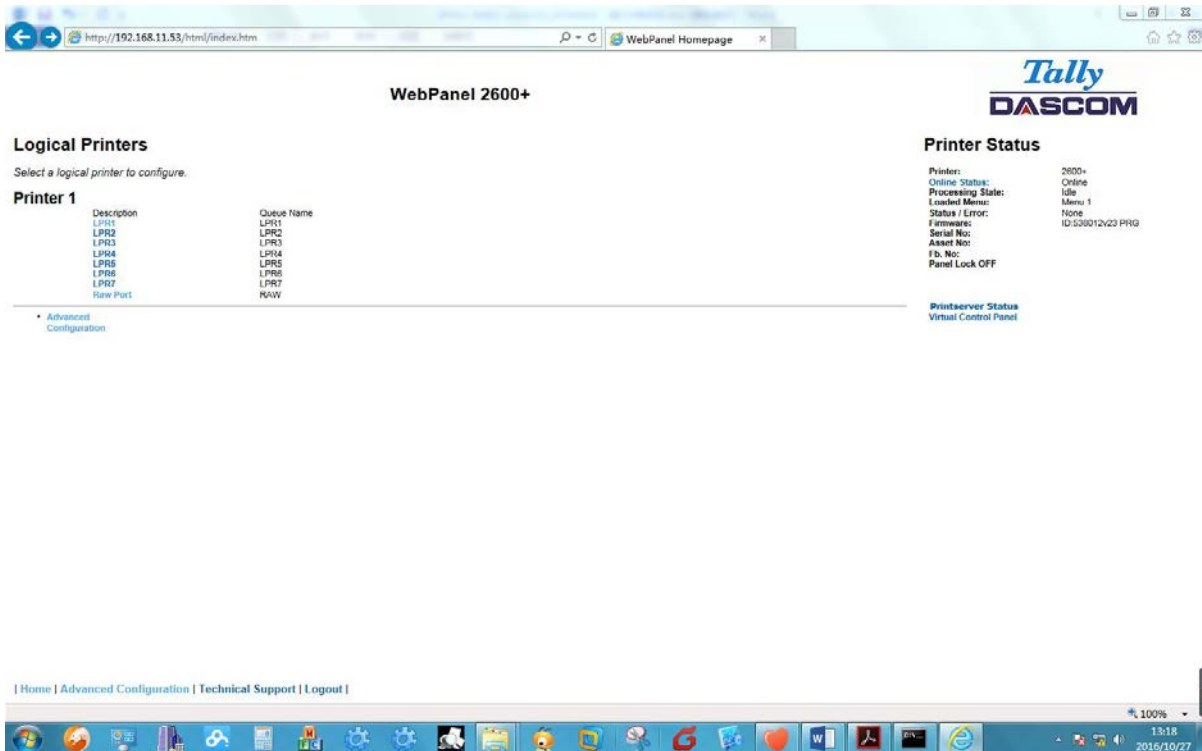 http://192.168.11.53/html/index.htm
WebPanel Homepage
WebPanel 2600+
Tally
DASCOM
Logical Printers
Select a logical printer to configure.
Printer 1
Description Queue Name
LPR1 LPR1
LPR2 LPR2
LPR3 LPR3
LPR4 LPR4
LPR5 LPR5
LPR6 LPR6
LPR7 LPR7
Raw Port RAW
Advanced
Configuration
Printer Status
Printer: 2600+
Online Status: Online
Processing State: Idle
Loaded Menu: Menu 1
Status / Error: None
Firmware: ID:538012v23 PRG
Serial No:
Asset No:
Fb. No:
Panel Lock OFF
Printserver Status
Virtual Control Panel
| Home | Advanced Configuration | Technical Support | Logout |
100%
13:18
2016/10/27